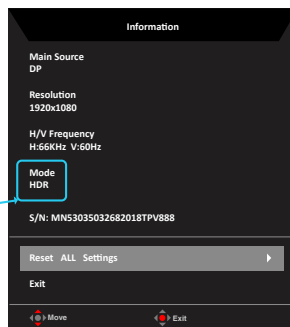 Information
Main Source
DP
Resolution
1920x1080
H/V Frequency
H:66KHz V:60Hz
Mode
HDR
S/N: MN53035032682018TPV888
Reset ALL Settings
Exit
Move Exit